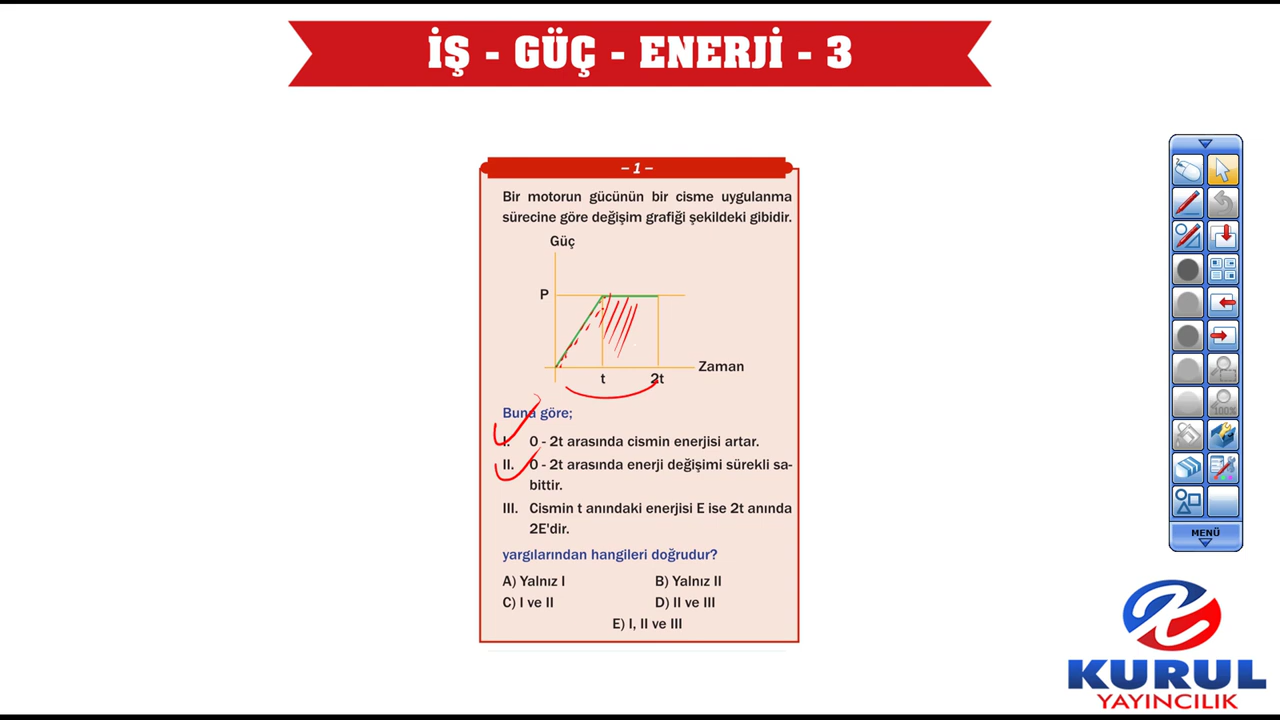 İŞ - GÜÇ - ENERJİ - 3
– 1 –
Bir motorun gücünün bir cisme uygulanma
sürecine göre değişim grafiği şekildeki gibidir.
Güç
P
Zaman
t
2t
Buna göre;
I. 0 - 2t arasında cismin enerjisi artar.
II. 0 - 2t arasında enerji değişimi sürekli sa-
bittir.
III. Cismin t anındaki enerjisi E ise 2t anında
2E'dir.
yargılarından hangileri doğrudur?
A) Yalnız I
B) Yalnız II
C) I ve II
D) II ve III
E) I, II ve III
100%
MENÜ
KURUL
YAYINCILIK